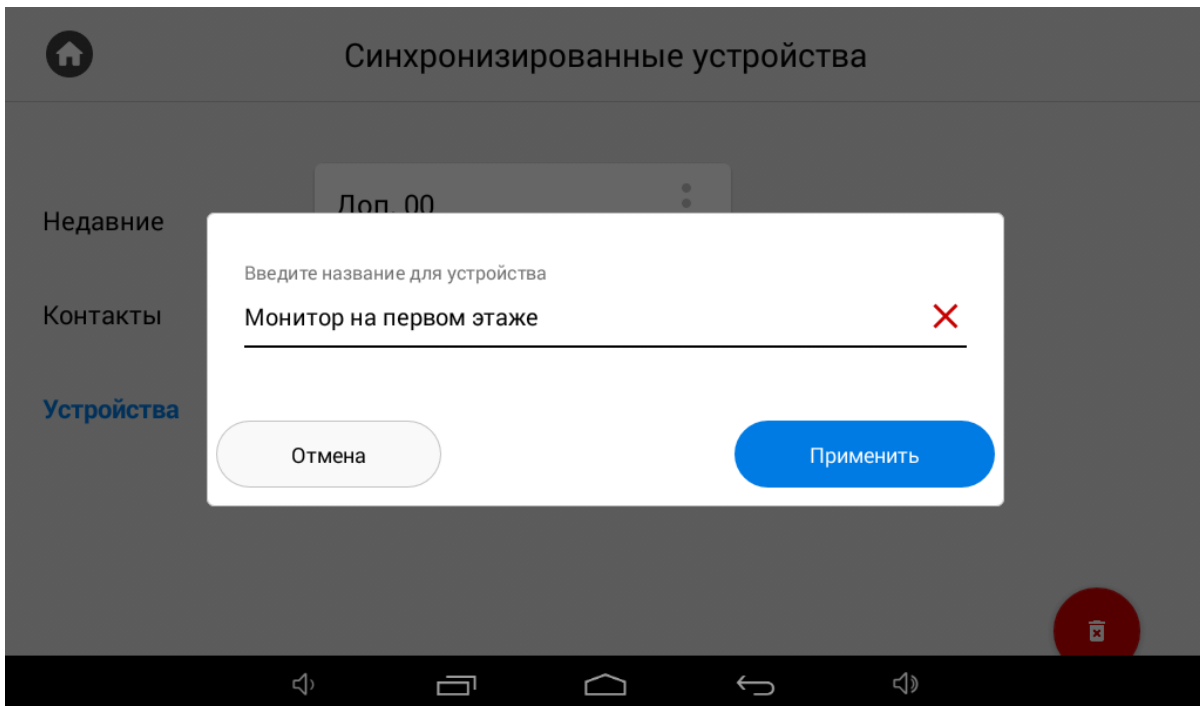 Синхронизированные устройства
Доп. 00
Недавние
Введите название для устройства
Монитор на первом этаже
Контакты
Устройства
Отмена
Применить